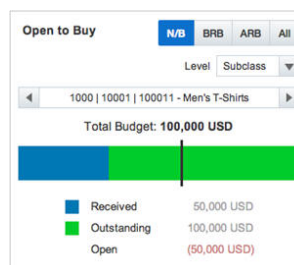 Open to Buy N/B BRB ARB All
Level Subclass
1000 | 10001 | 100011 - Men's T-Shirts
Total Budget: 100,000 USD
Received 50,000 USD
Outstanding 100,000 USD
Open (50,000 USD)